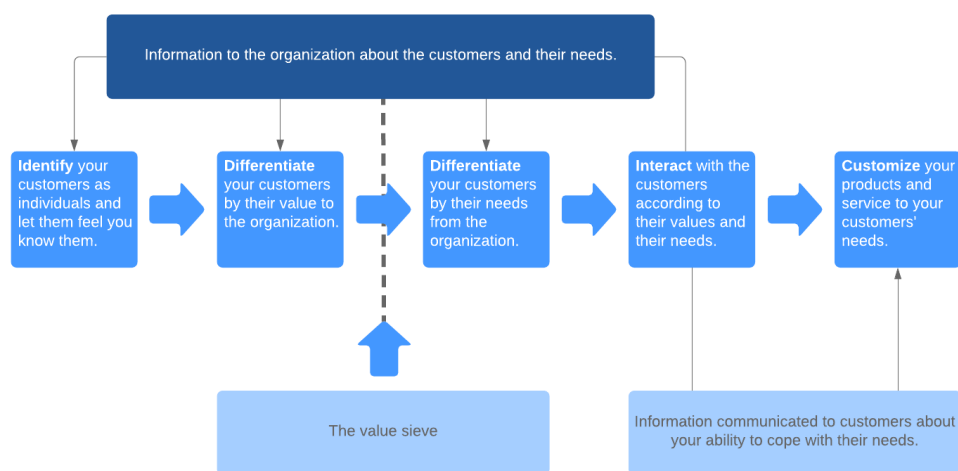 Information to the organization about the customers and their needs.
Identify your
customers as
individuals and
let them feel you
know them.
Differentiate
your customers
by their value to
the organization.
Differentiate
your customers
by their needs
from the
organization.
Interact with the
customers
according to
their values and
their needs.
Customize your
products and
service to your
customers'
needs.
The value sieve
Information communicated to customers about
your ability to cope with their needs.